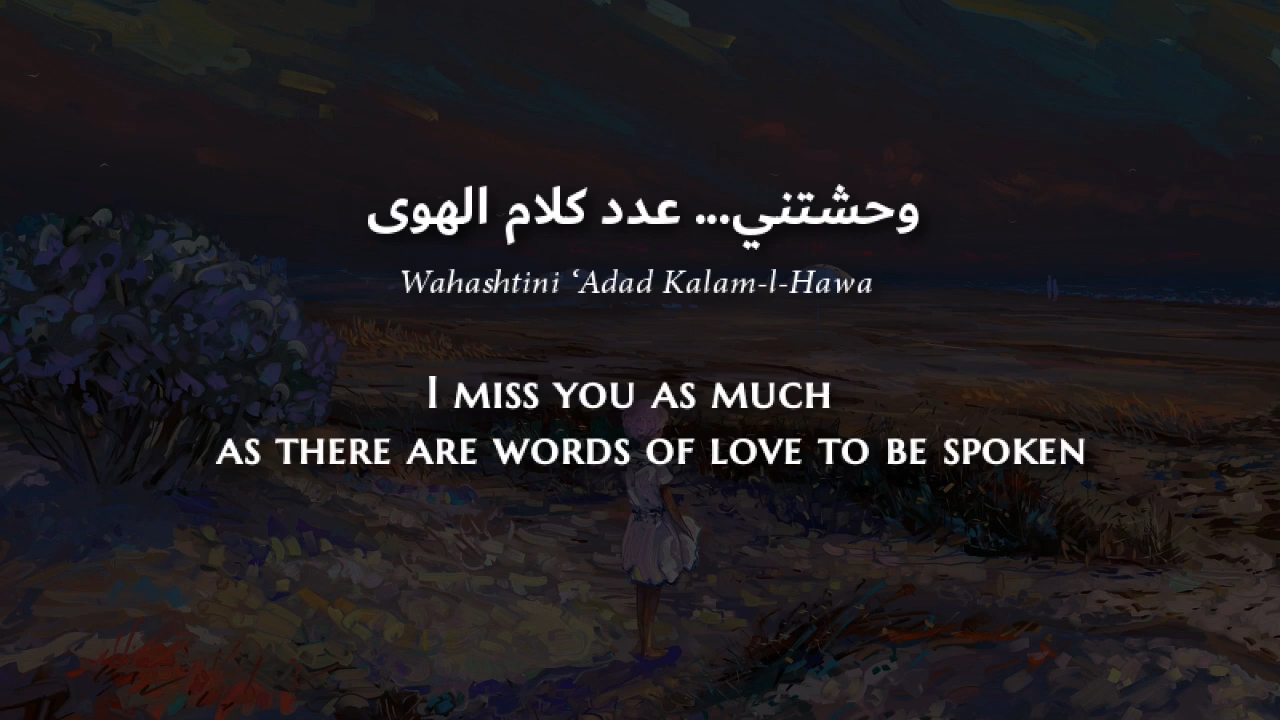 وحشتني... عدد كلام الهوى
Wahashtini ‘Adad Kalam-l-Hawa
I miss you as much
as there are words of love to be spoken